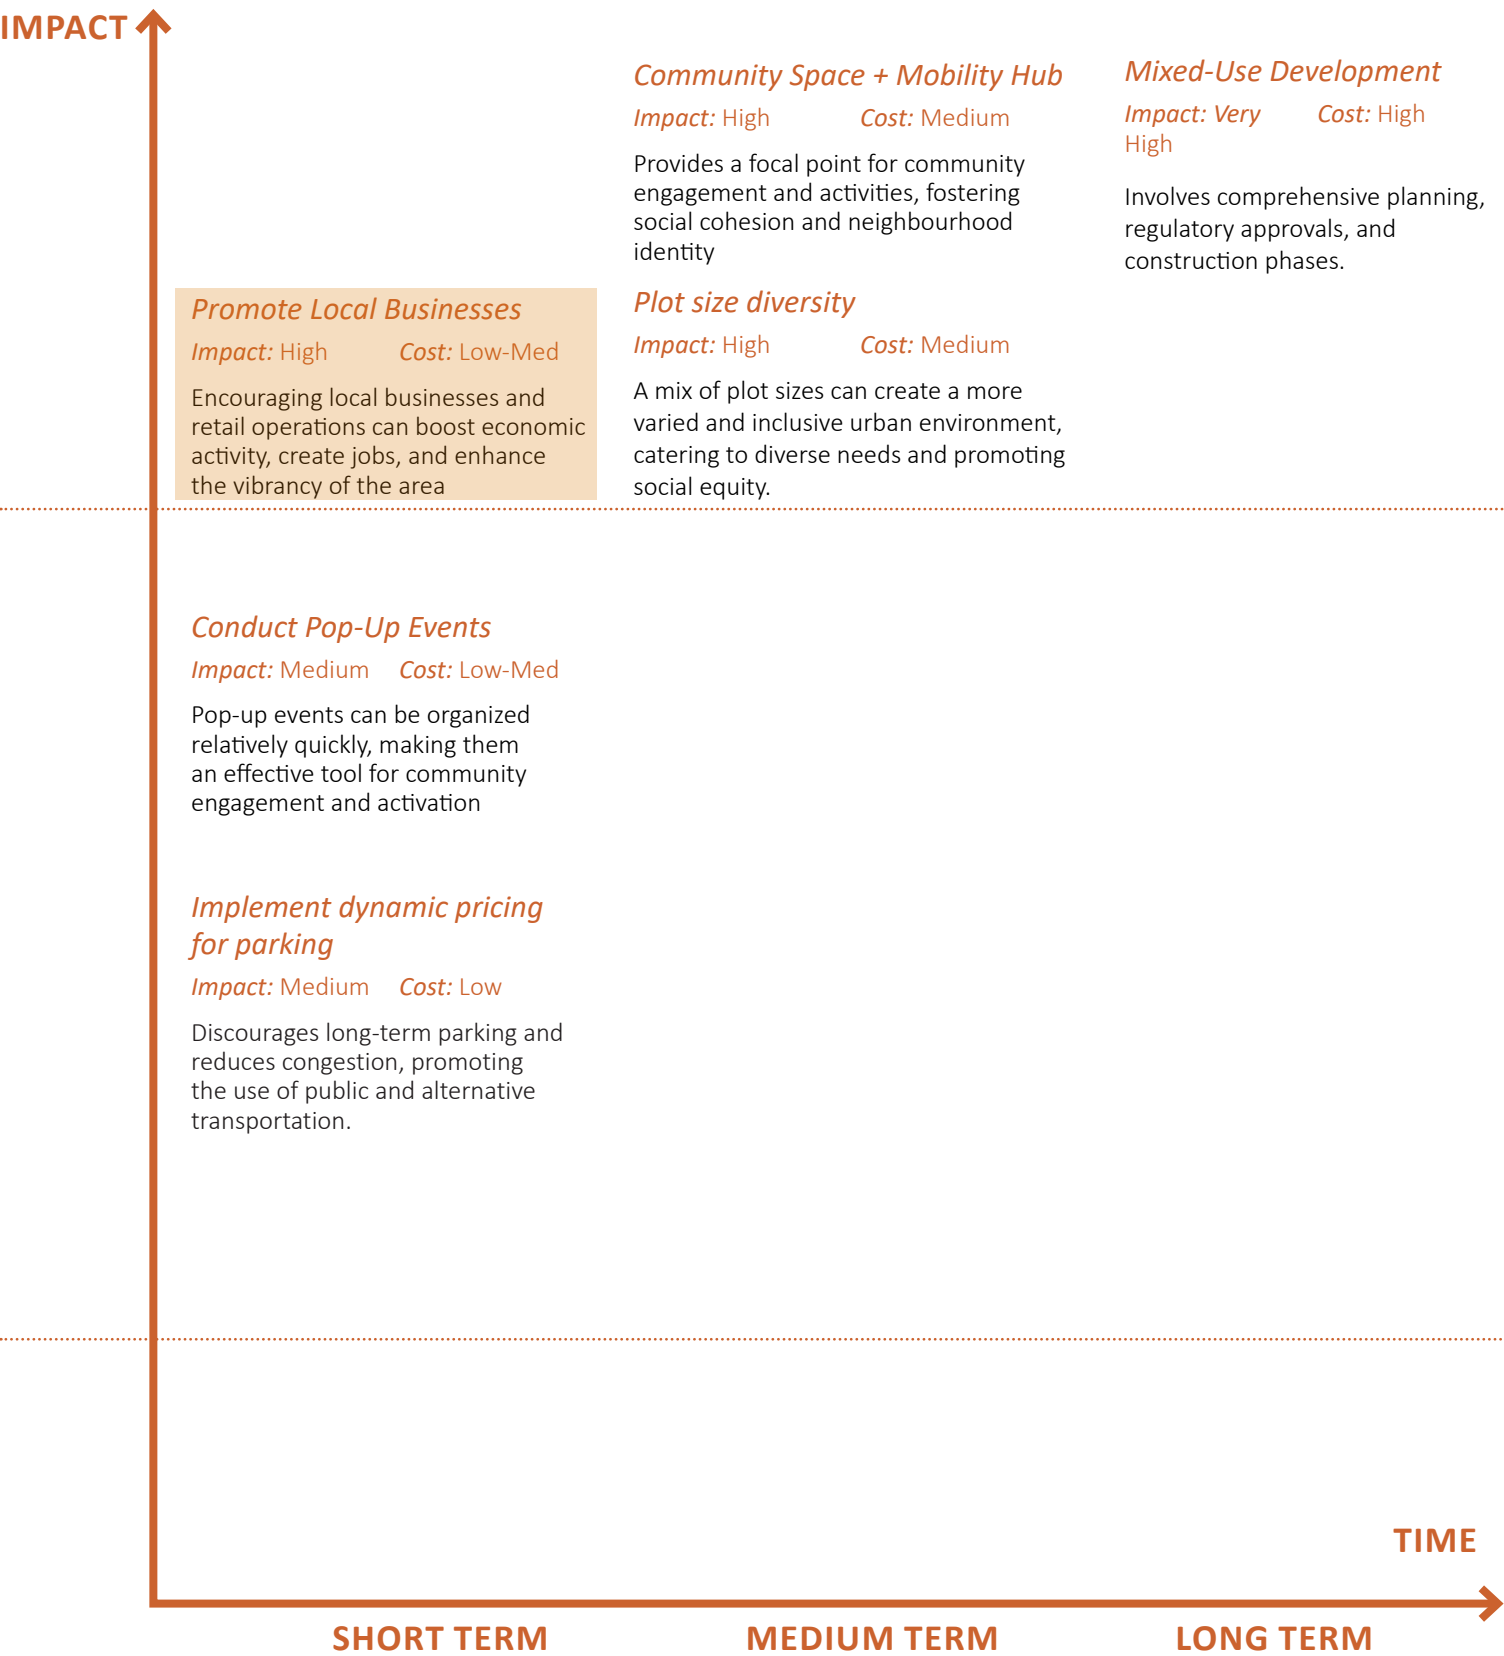 IMPACT
Community Space + Mobility Hub
Impact: High Cost: Medium
Provides a focal point for community
engagement and activities, fostering
social cohesion and neighbourhood
identity
Mixed-Use Development
Impact: Very Cost: High
High
Involves comprehensive planning,
regulatory approvals, and
construction phases.
Promote Local Businesses
Impact: High Cost: Low-Med
Encouraging local businesses and
retail operations can boost economic
activity, create jobs, and enhance
the vibrancy of the area
Plot size diversity
Impact: High Cost: Medium
A mix of plot sizes can create a more
varied and inclusive urban environment,
catering to diverse needs and promoting
social equity.
Conduct Pop-Up Events
Impact: Medium Cost: Low-Med
Pop-up events can be organized
relatively quickly, making them
an effective tool for community
engagement and activation
Implement dynamic pricing
for parking
Impact: Medium Cost: Low
Discourages long-term parking and
reduces congestion, promoting
the use of public and alternative
transportation.
TIME
SHORT TERM
MEDIUM TERM
LONG TERM